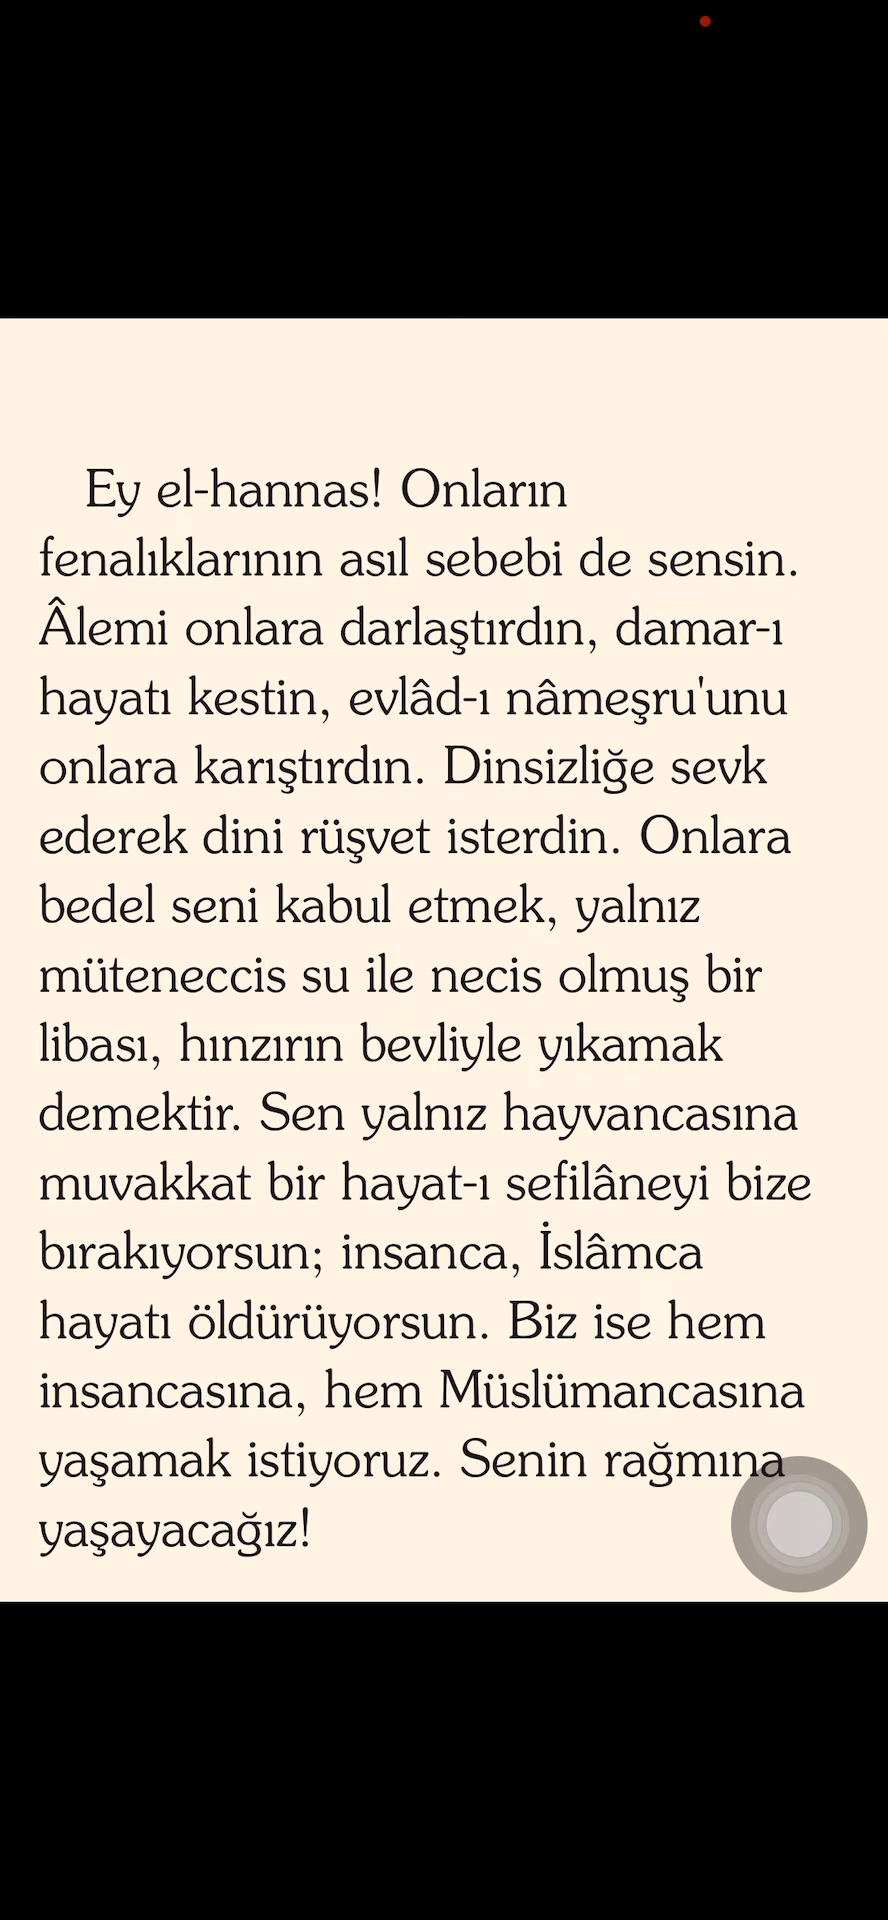 Ey el-hannas! Onların
fenalıklarının asıl sebebi de sensin.
Âlemi onlara darlaştırdın, damar-ı
hayatı kestin, evlâd-ı nâmeşru'unu
onlara karıştırdın. Dinsizliğe sevk
ederek dini rüşvet isterdin. Onlara
bedel seni kabul etmek, yalnız
müteneccis su ile necis olmuş bir
libası, hınzırın bevliyle yıkamak
demektir. Sen yalnız hayvancasına
muvakkat bir hayat-ı sefilâneyi bize
bırakıyorsun; insanca, İslâmca
hayatı öldürüyorsun. Biz ise hem
insancasına, hem Müslümancasına
yaşamak istiyoruz. Senin rağmına
yaşayacağız!